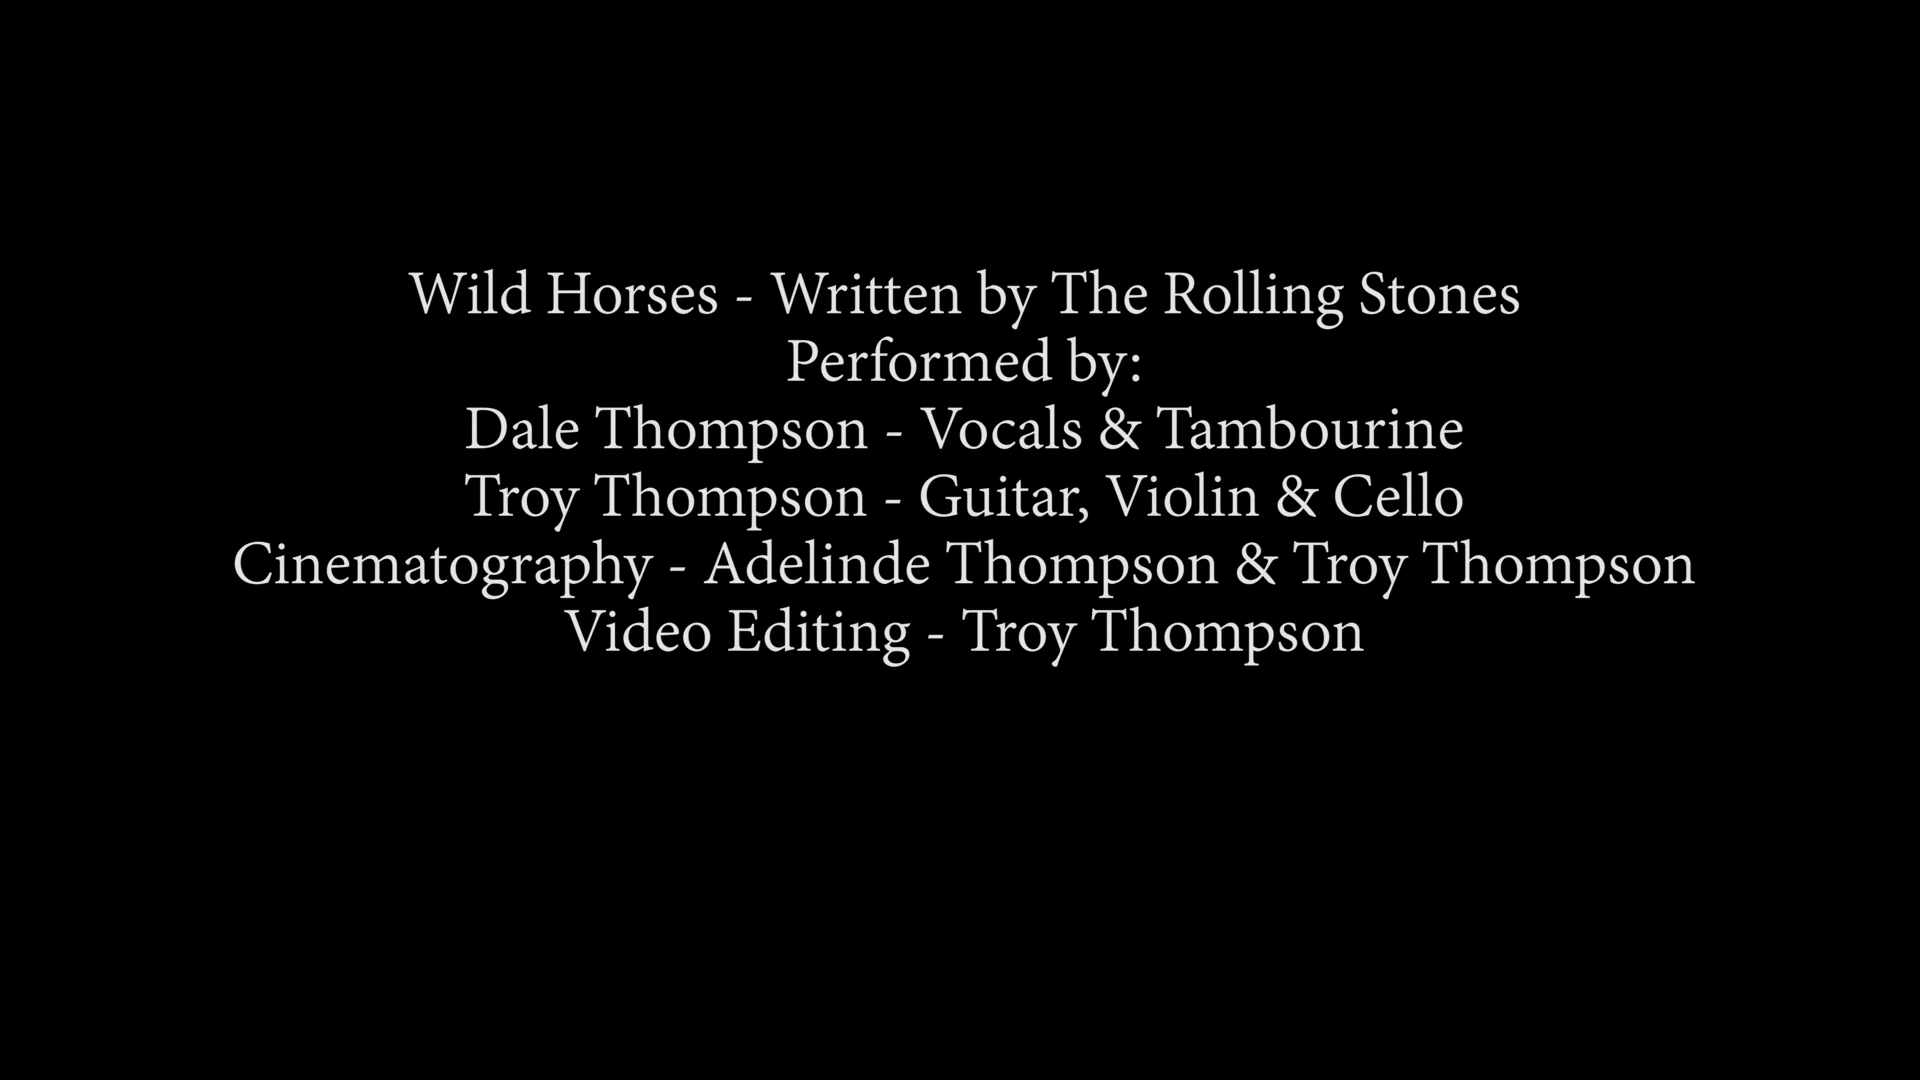 Wild Horses - Written by The Rolling Stones
Performed by:
Dale Thompson - Vocals & Tambourine
Troy Thompson - Guitar, Violin & Cello
Cinematography - Adelinde Thompson & Troy Thompson
Video Editing - Troy Thompson